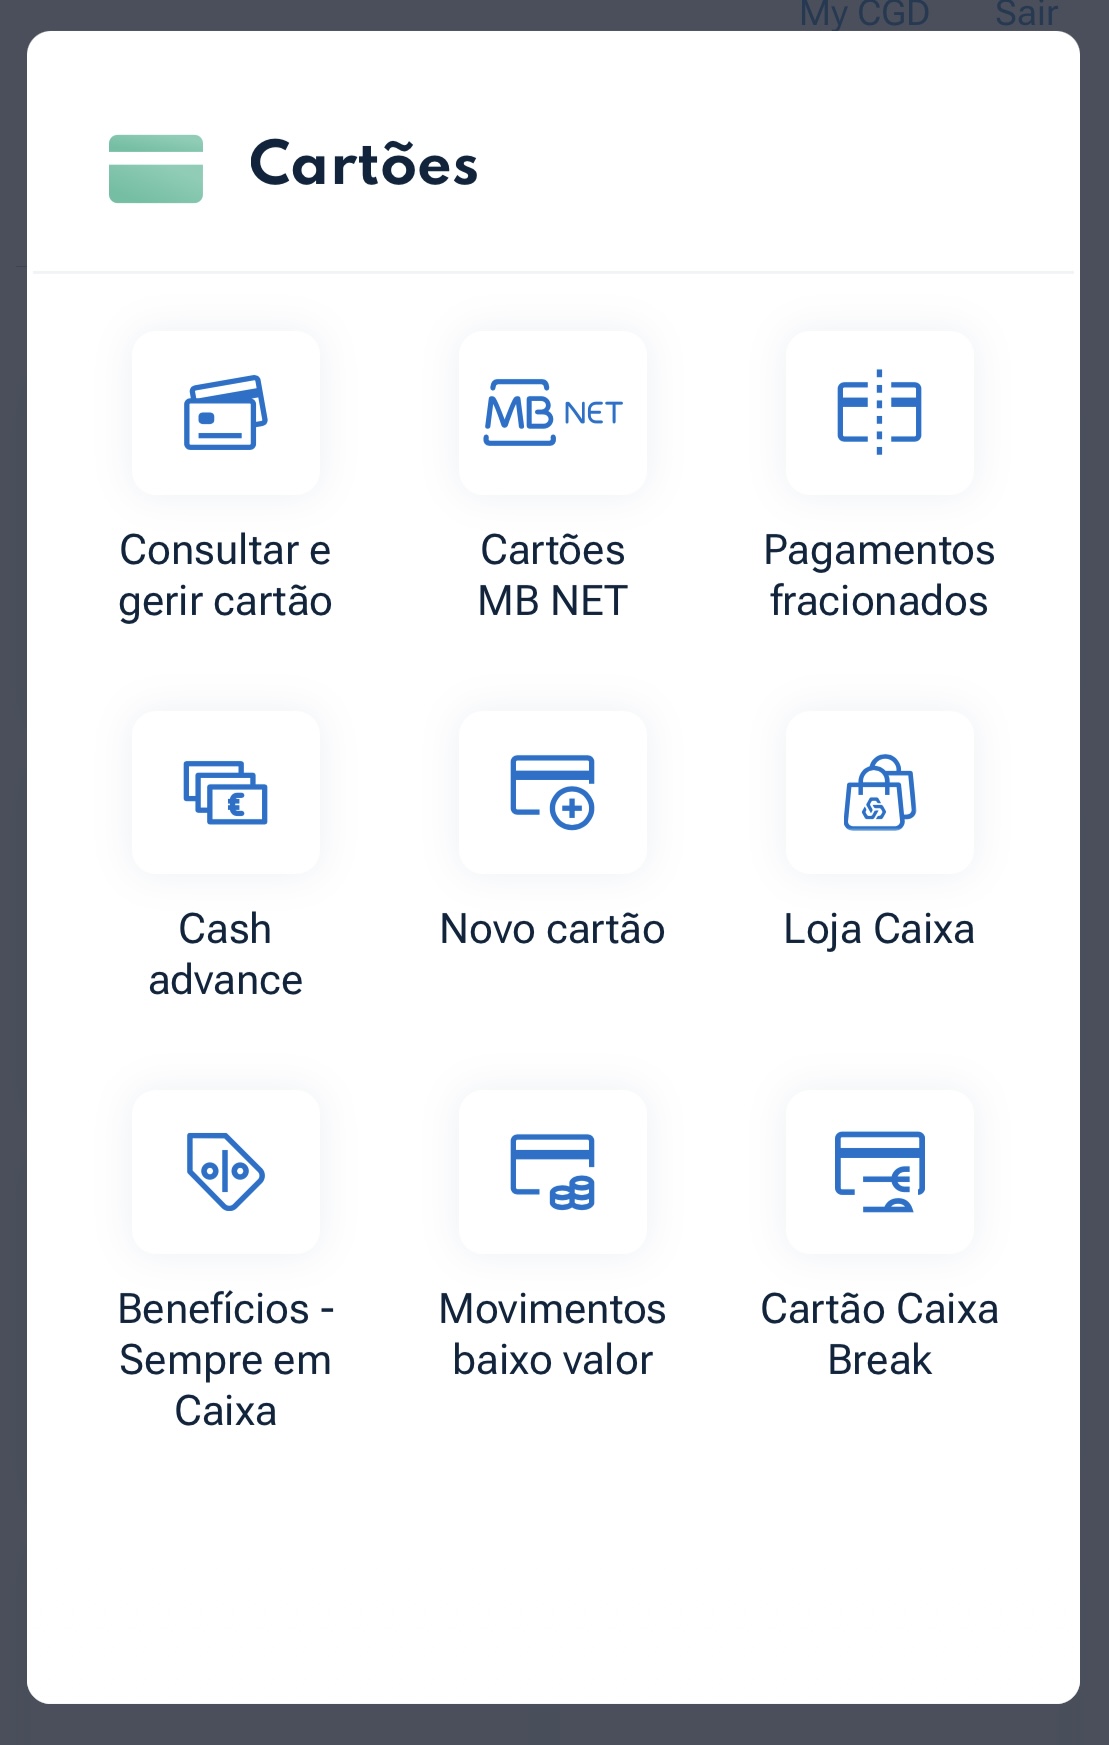 My CGD Sair
Cartões
MB NET
Consultar e
gerir cartão
Cartões
MB NET
Pagamentos
fracionados
€
Cash
advance
Novo cartão
Loja Caixa
Benefícios -
Sempre em
Caixa
Movimentos
baixo valor
€
Cartão Caixa
Break